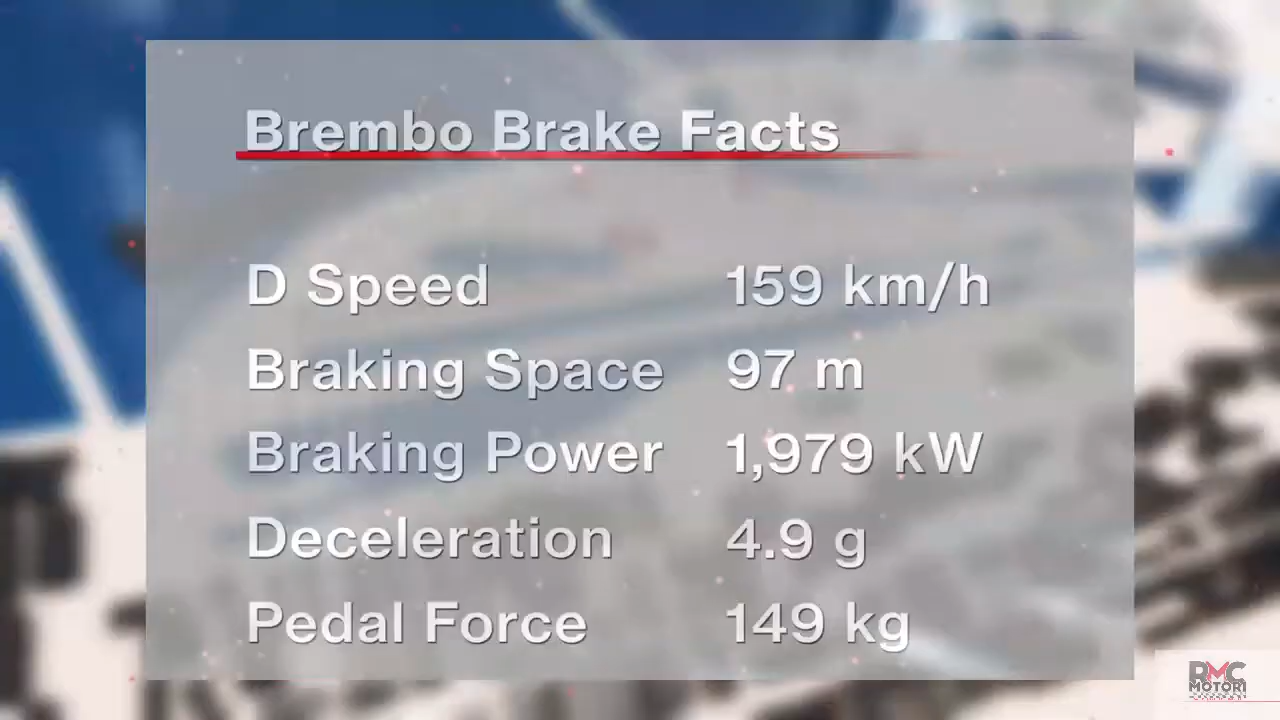 Brembo Brake Facts
D Speed 159 km/h
Braking Space 97 m
Braking Power 1,979 kW
Deceleration 4.9 g
Pedal Force 149 kg
RMC
MOTORI